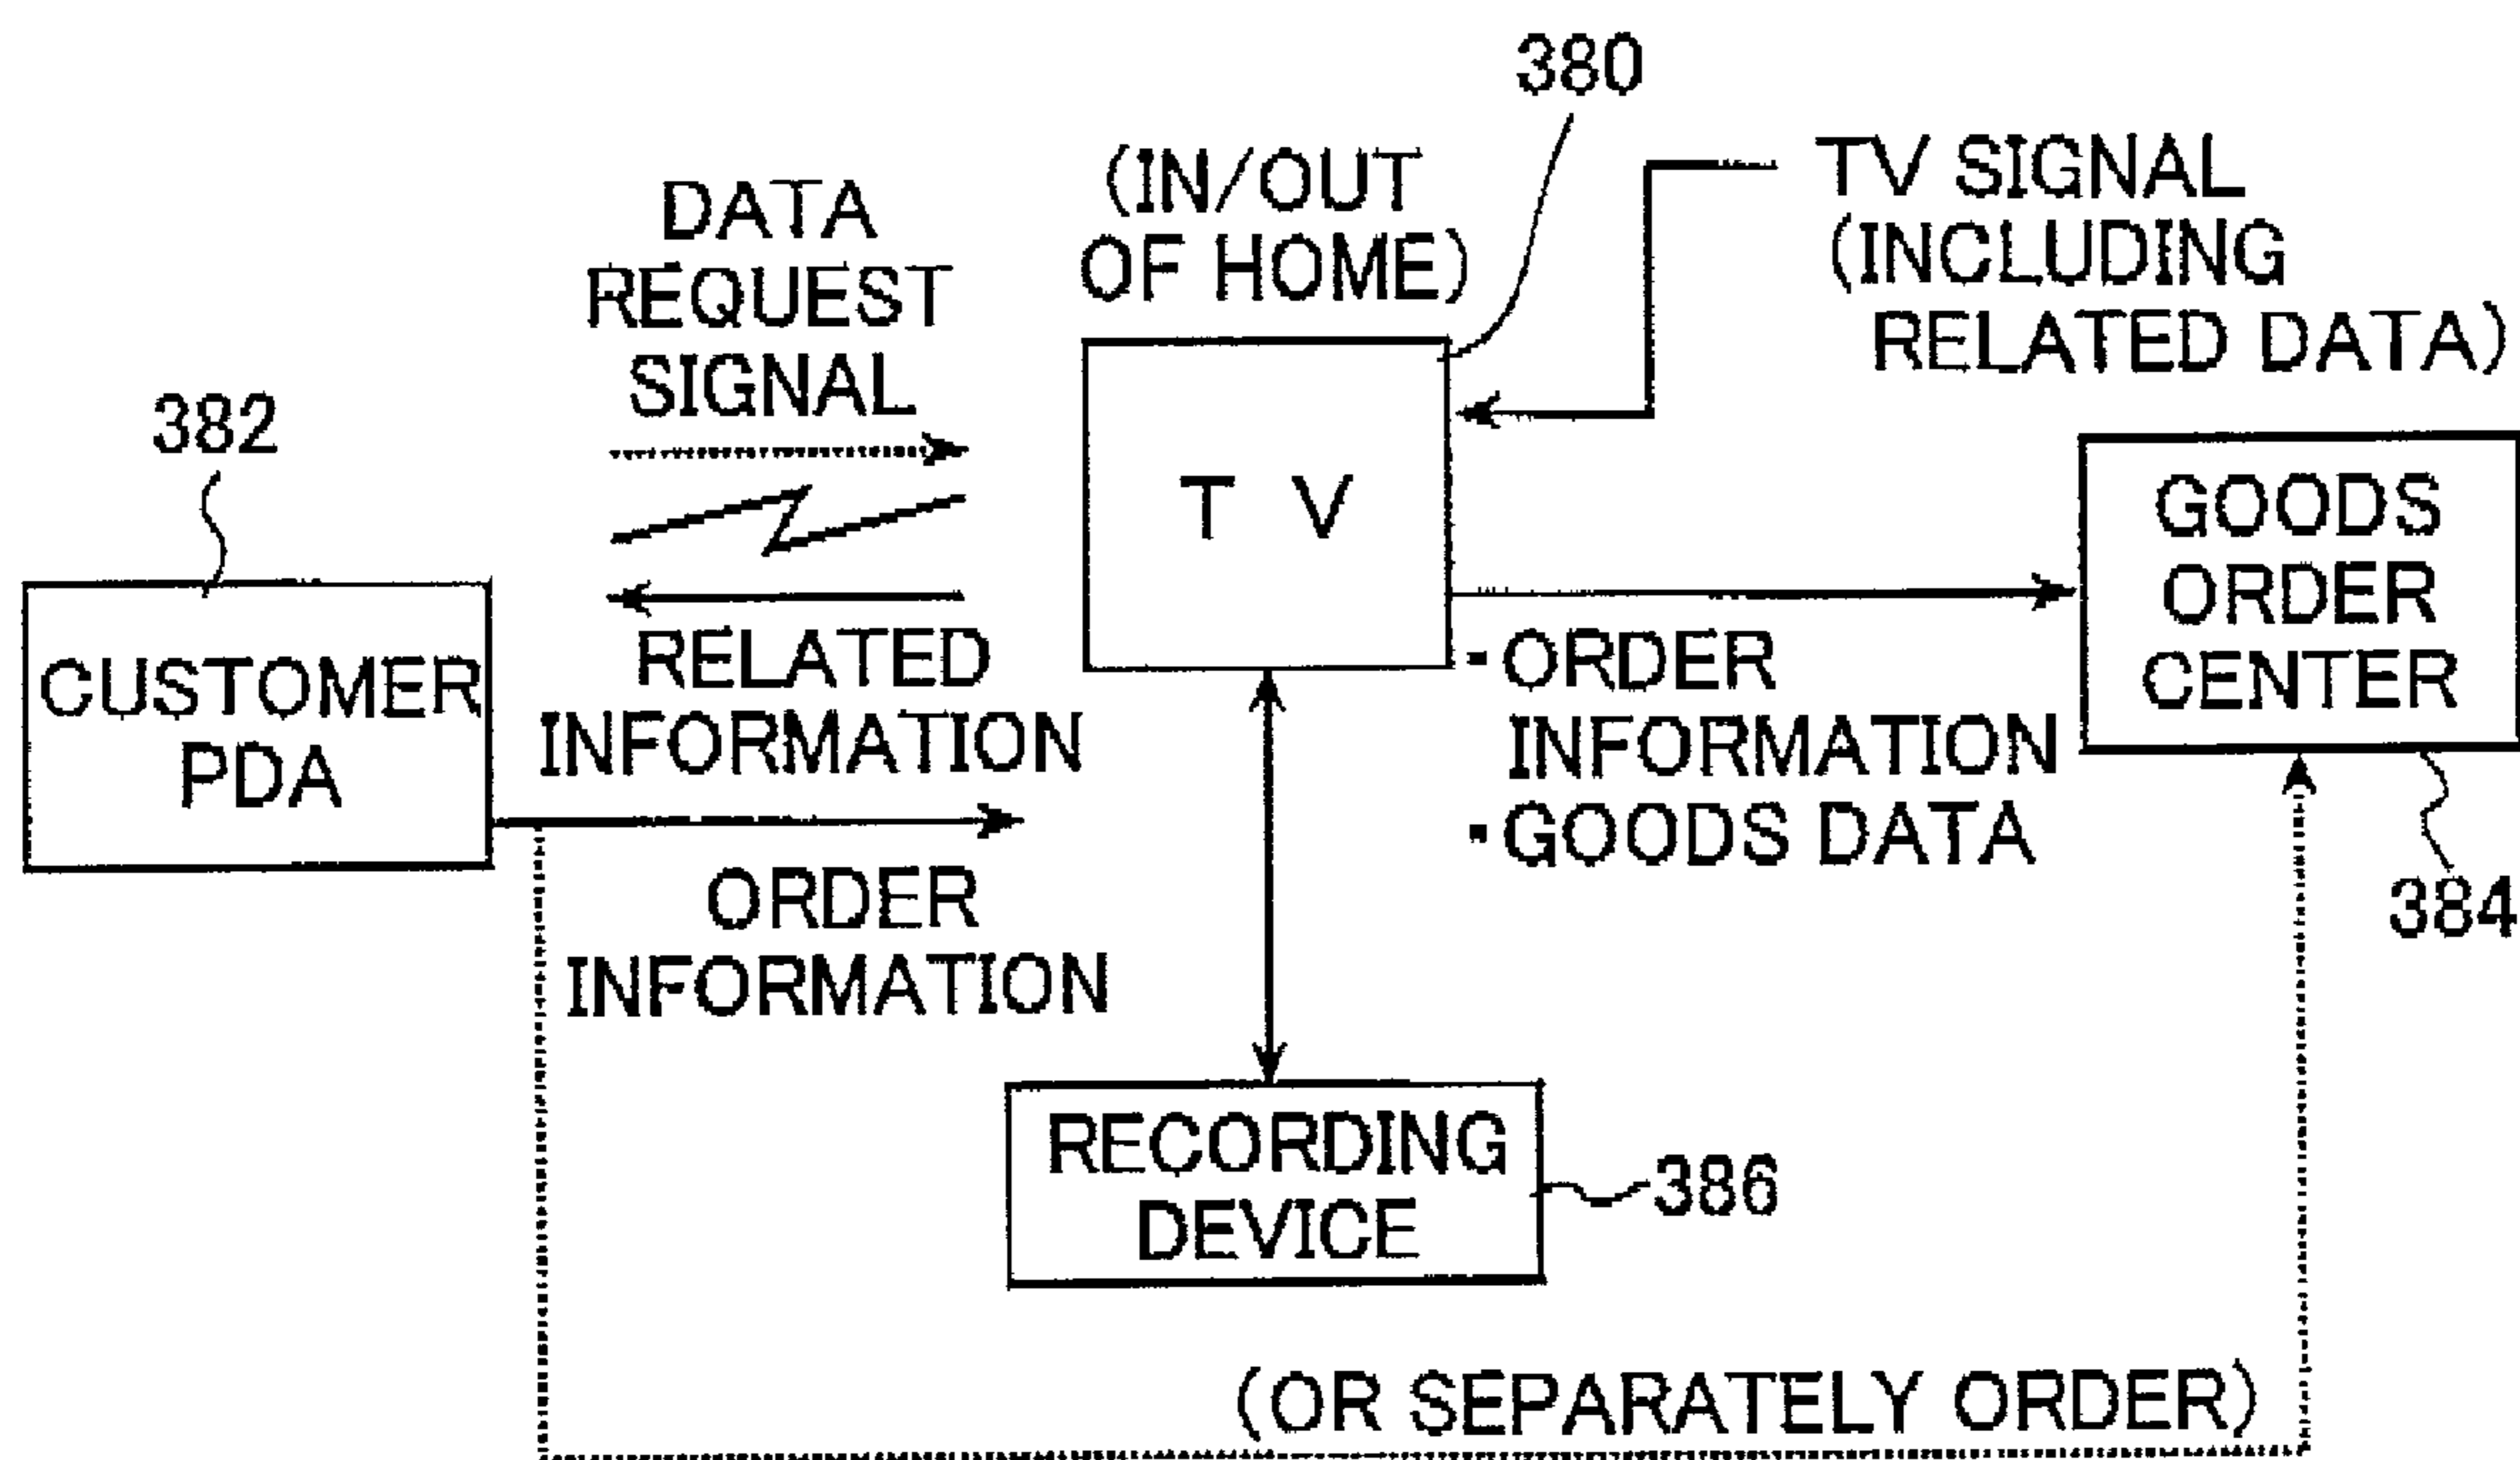 380
(IN/OUT
OF HOME)
TV SIGNAL
(INCLUDING
RELATED DATA)
DATA
REQUEST
SIGNAL
382
T V
GOODS
ORDER
CENTER
CUSTOMER
PDA
RELATED
INFORMATION
・ORDER
INFORMATION
・GOODS DATA
384
ORDER
INFORMATION
RECORDING
DEVICE
386
(OR SEPARATELY ORDER)